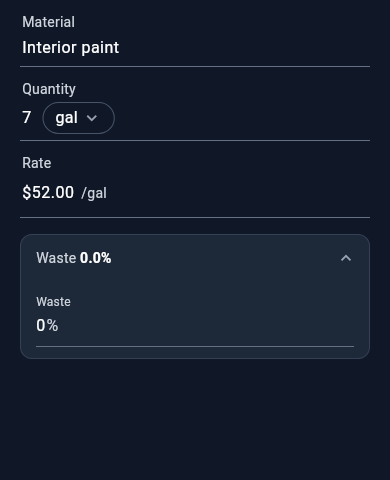 Material
Interior paint
Quantity
7 gal
Rate
$52.00 /gal
Waste 0.0%
Waste
0%